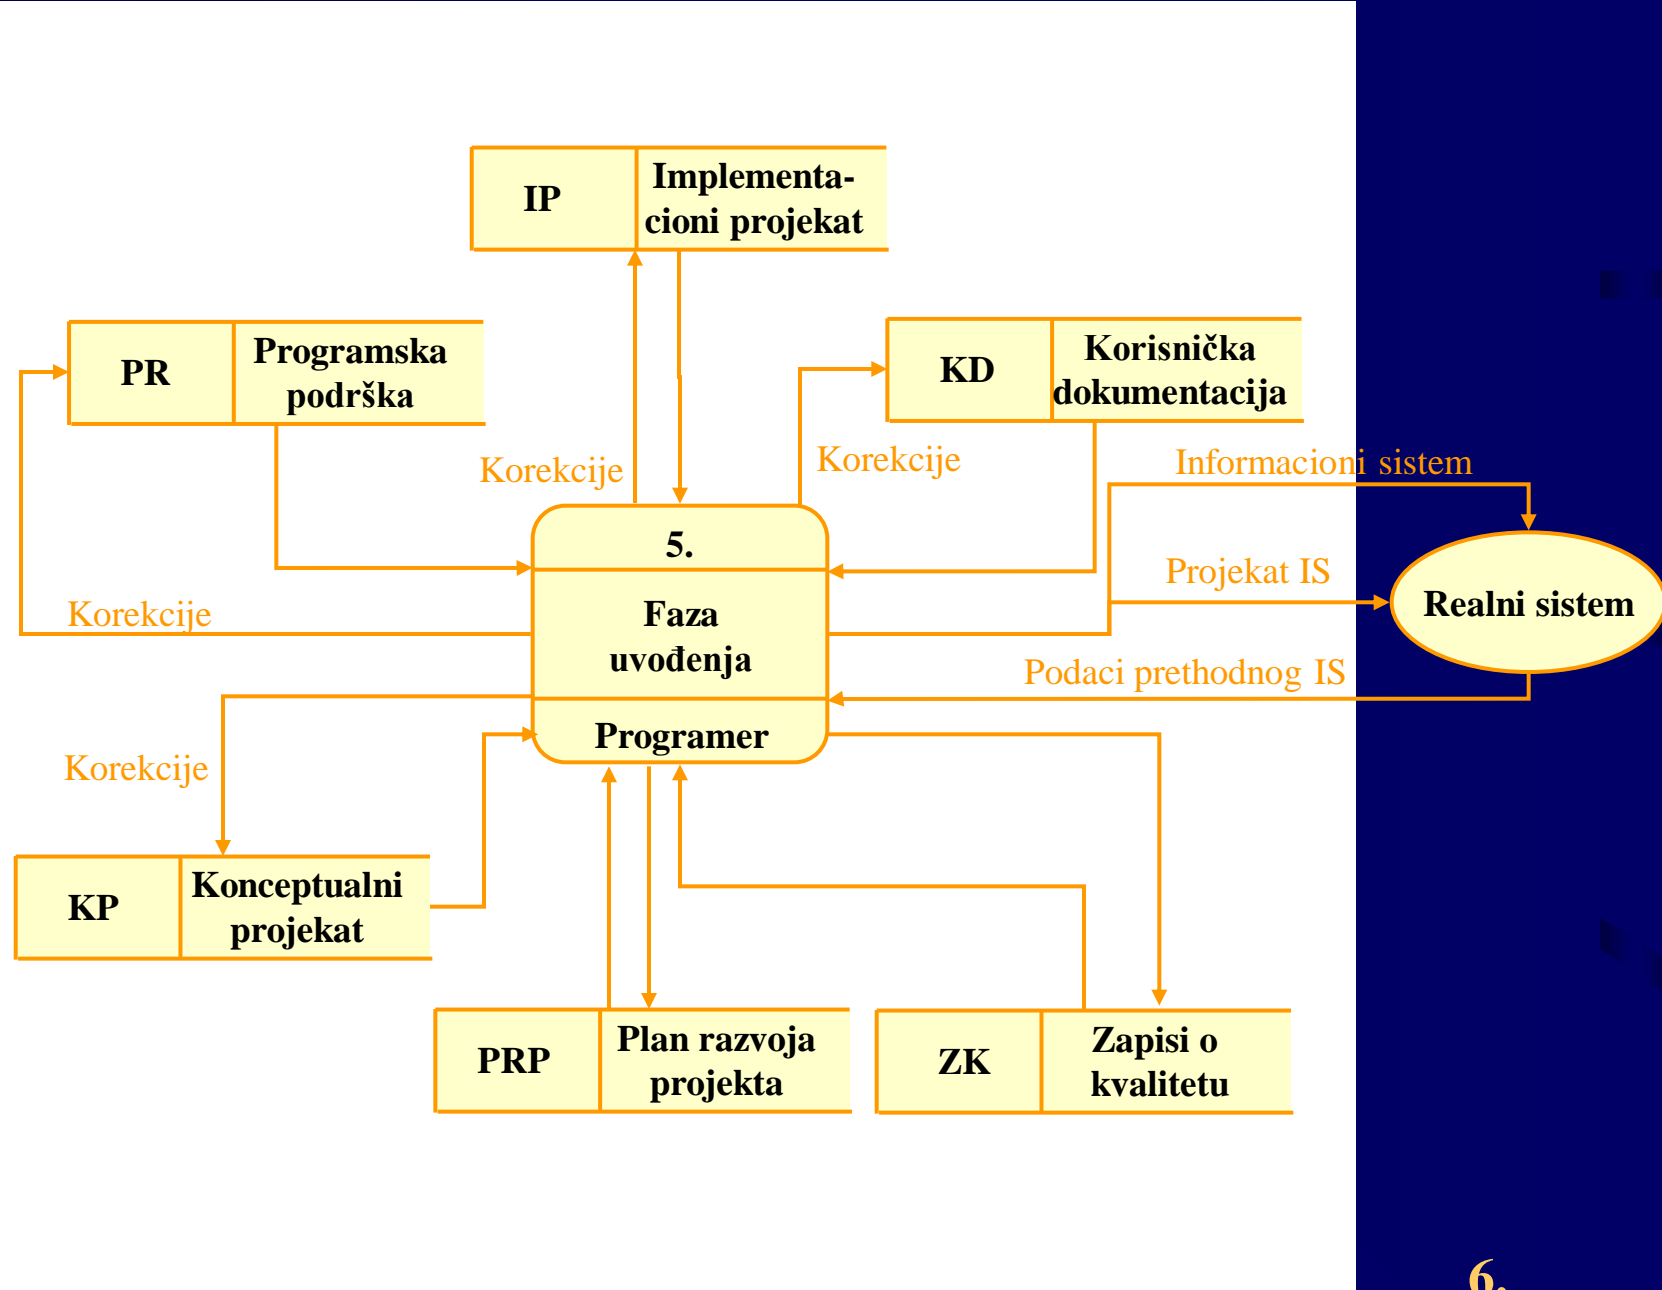 IP
Implementa-
cioni projekat
PR
Programska
podrška
KD
Korisnička
dokumentacija
Korekcije
Korekcije
Informacioni sistem
5.
Faza
uvođenja
Programer
Projekat IS
Realni sistem
Korekcije
Podaci prethodnog IS
Korekcije
KP
Konceptualni
projekat
PRP
Plan razvoja
projekta
ZK
Zapisi o
kvalitetu
6.